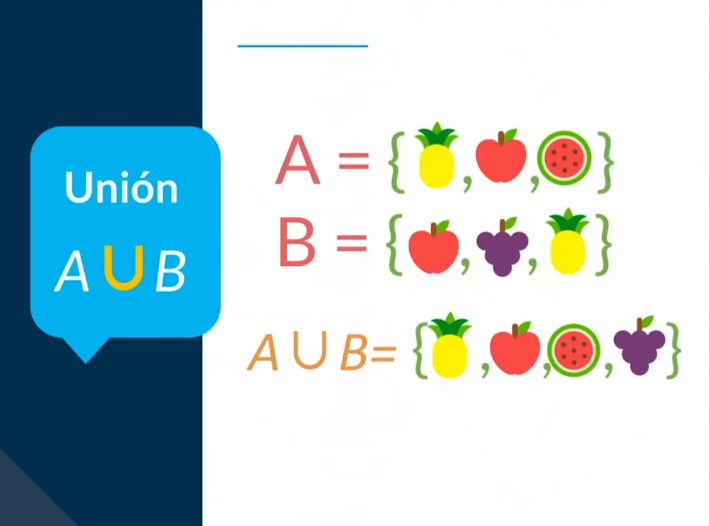 Unión
A ∪ B
A = { , , }
B = { , , }
A ∪ B= { , , , }